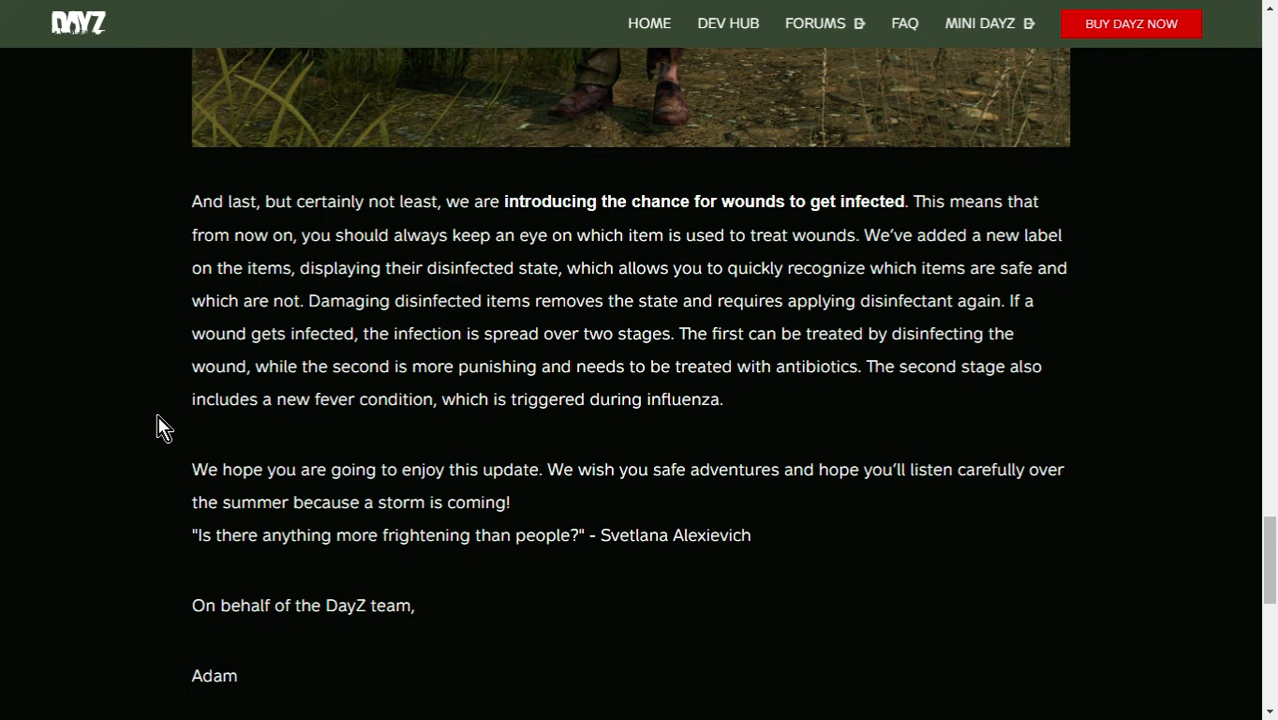 DAYZ
HOME DEV HUB FORUMS FAQ MINI DAYZ BUY DAYZ NOW
And last, but certainly not least, we are introducing the chance for wounds to get infected. This means that
from now on, you should always keep an eye on which item is used to treat wounds. We’ve added a new label
on the items, displaying their disinfected state, which allows you to quickly recognize which items are safe and
which are not. Damaging disinfected items removes the state and requires applying disinfectant again. If a
wound gets infected, the infection is spread over two stages. The first can be treated by disinfecting the
wound, while the second is more punishing and needs to be treated with antibiotics. The second stage also
includes a new fever condition, which is triggered during influenza.
We hope you are going to enjoy this update. We wish you safe adventures and hope you’ll listen carefully over
the summer because a storm is coming!
"Is there anything more frightening than people?" - Svetlana Alexievich
On behalf of the DayZ team,
Adam